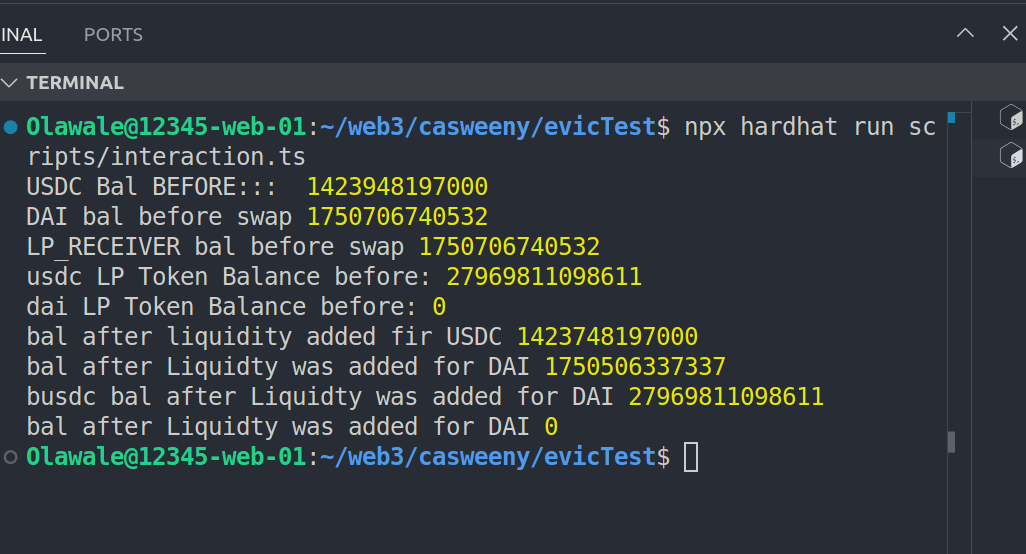 INAL PORTS
TERMINAL
Olawale@12345-web-01:~/web3/casweeny/evicTest$ npx hardhat run sc
ripts/interaction.ts
USDC Bal BEFORE:::  1423948197000
DAI bal before swap 1750706740532
LP_RECEIVER bal before swap 1750706740532
usdc LP Token Balance before: 27969811098611
dai LP Token Balance before: 0
bal after liquidity added fir USDC 1423748197000
bal after Liquidty was added for DAI 1750506337337
busdc bal after Liquidty was added for DAI 27969811098611
bal after Liquidty was added for DAI 0
Olawale@12345-web-01:~/web3/casweeny/evicTest$